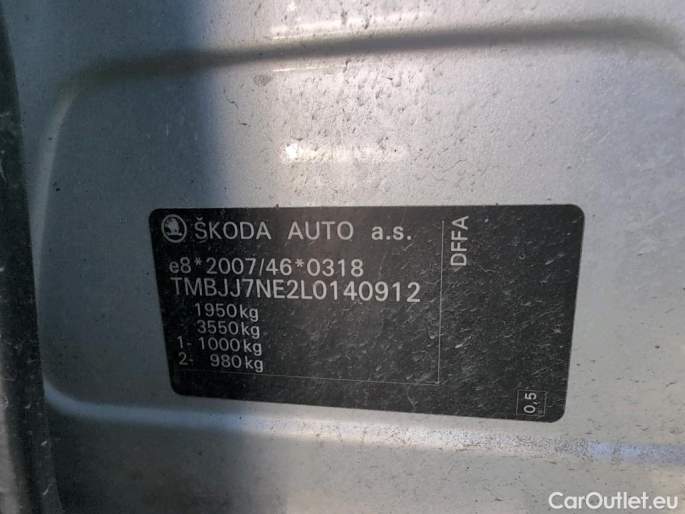 ŠKODA AUTO a.s.
e8*2007/46*0318
TMBJJ7NE2L0140912
1950kg
3550kg
1- 1000kg
2- 980kg
DFFA
0,5
CarOutlet.eu